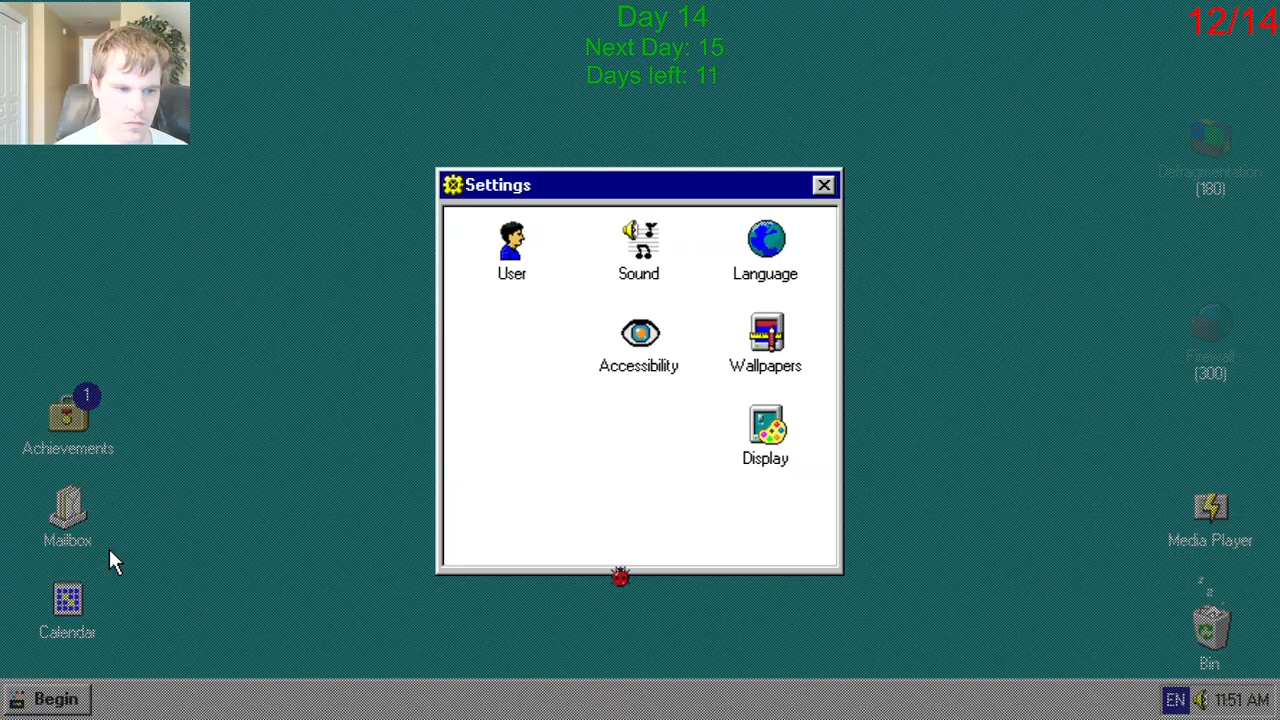 Day 14
Next Day: 15
Days left: 11
12/14
Settings
User
Sound
Language
Accessibility
Wallpapers
Display
1
Achievements
Mailbox
Calendar
Defragmentation
(180)
(300)
Media Player
z
z
Bin
Begin
EN
11:51 AM